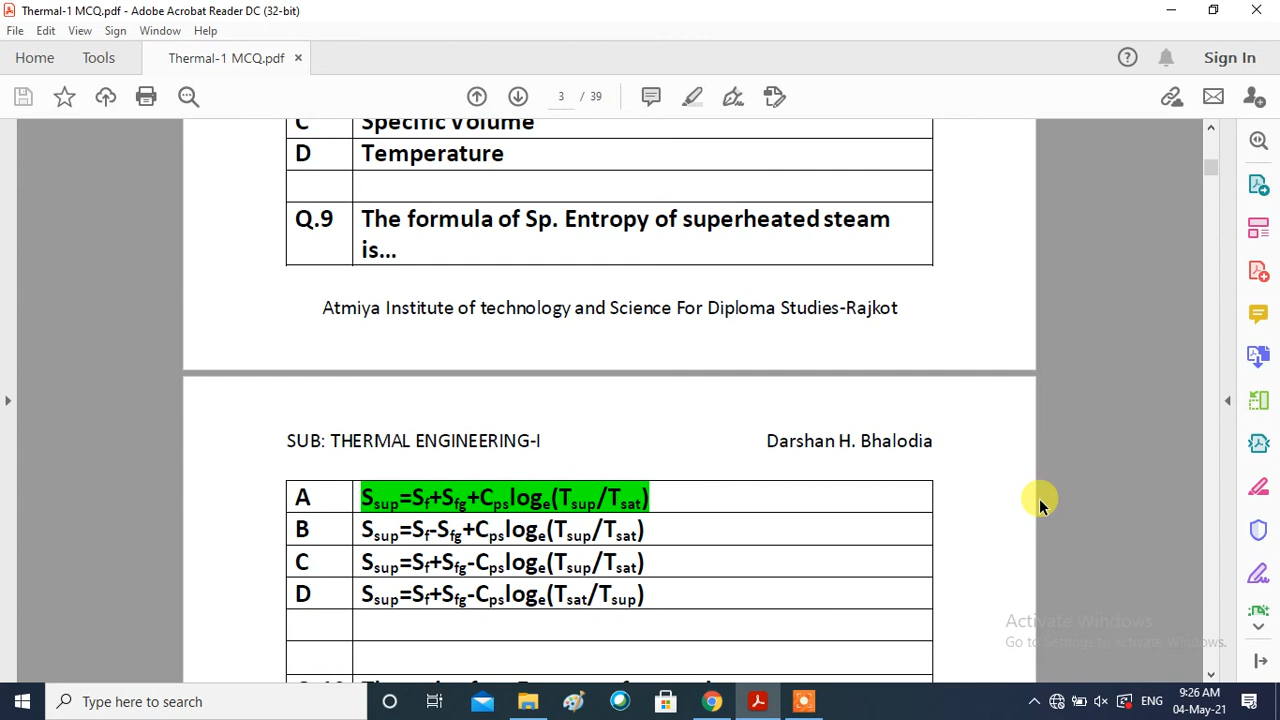 Thermal-1 MCQ.pdf - Adobe Acrobat Reader DC (32-bit)
File Edit View Sign Window Help
Home Tools Thermal-1 MCQ.pdf × Sign In
3 / 39
C Specific Volume
D Temperature
Q.9 The formula of Sp. Entropy of superheated steam
is...
Atmiya Institute of technology and Science For Diploma Studies-Rajkot
SUB: THERMAL ENGINEERING-I Darshan H. Bhalodia
A Ssup=Sf+Sfg+Cpsloge(Tsup/Tsat)
B Ssup=Sf-Sfg+Cpsloge(Tsup/Tsat)
C Ssup=Sf+Sfg-Cpsloge(Tsup/Tsat)
D Ssup=Sf+Sfg-Cpsloge(Tsat/Tsup)
Activate Windows
Go to Settings to activate Windows.
Type here to search
ENG
9:26 AM
04-May-21